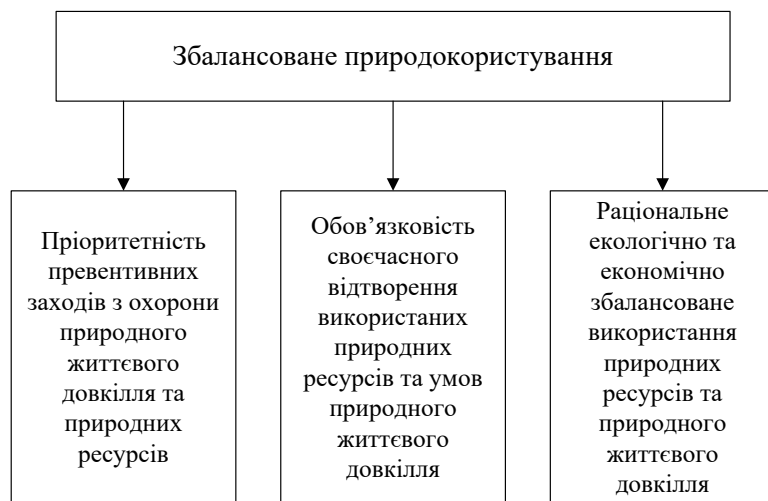 Збалансоване природокористування
Пріоритетність
превентивних
заходів з охорони
природного
життєвого
довкілля та
природних
ресурсів
Обов’язковість
своєчасного
відтворення
використаних
природних
ресурсів та умов
природного
життєвого
довкілля
Раціональне
екологічно та
економічно
збалансоване
використання
природних
ресурсів та
природного
життєвого
довкілля